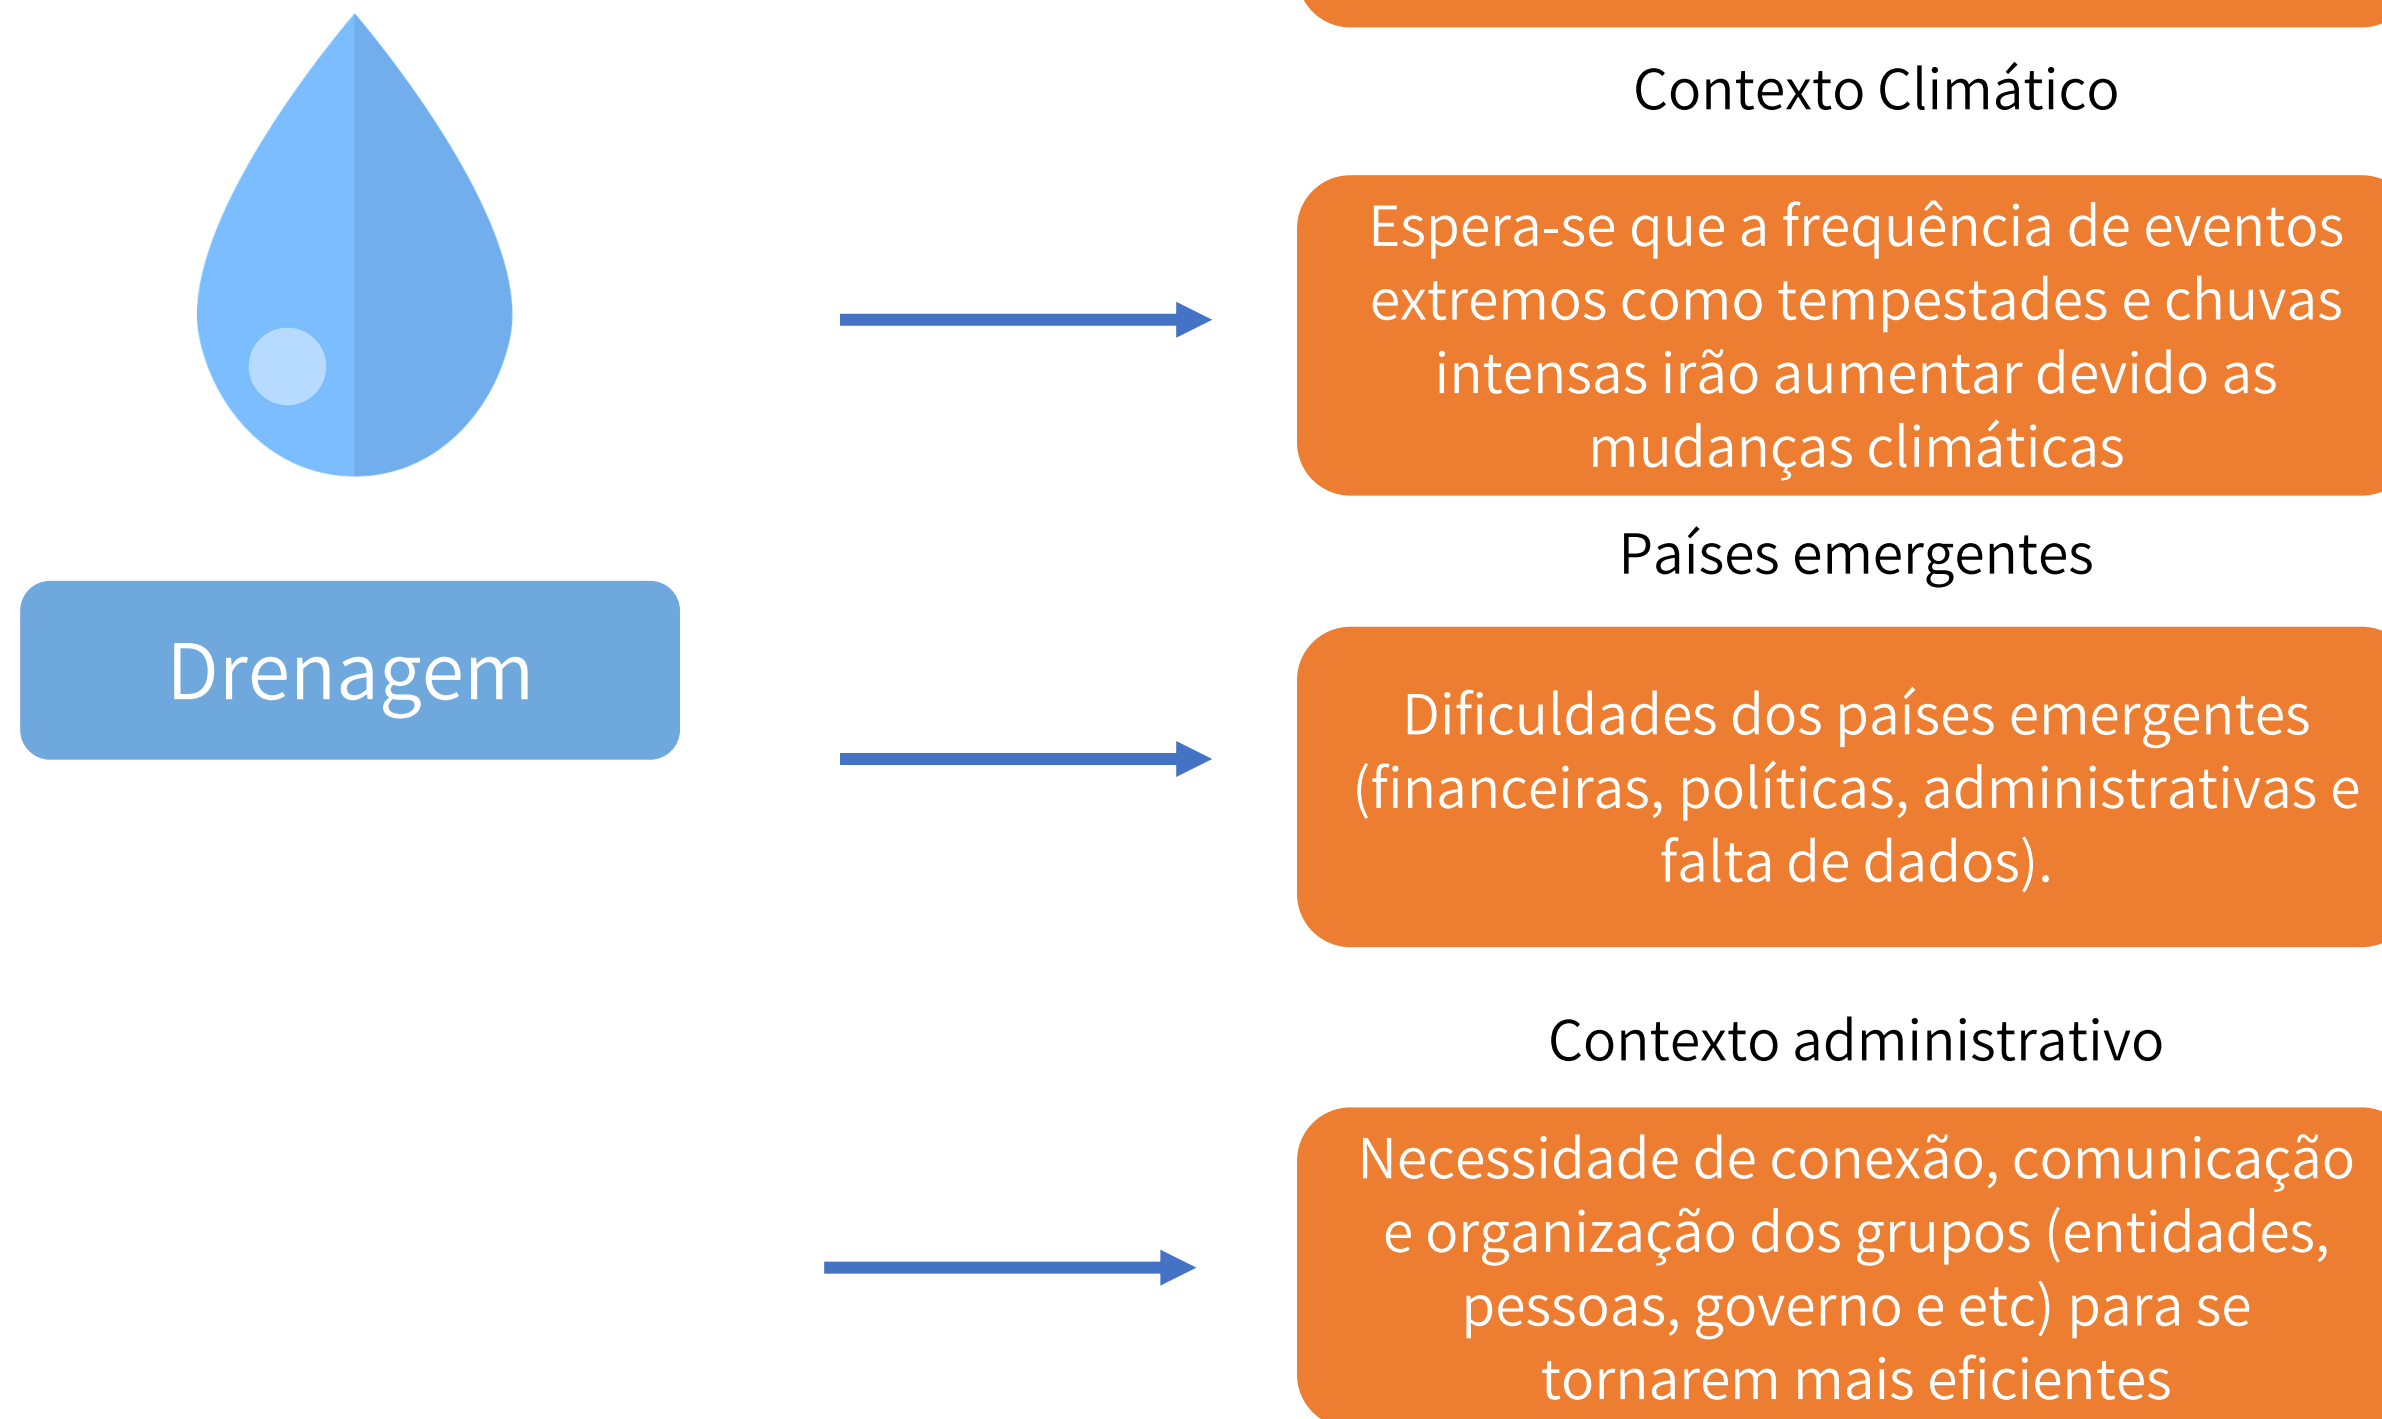 Contexto Climático
Espera-se que a frequência de eventos
extremos como tempestades e chuvas
intensas irão aumentar devido as
mudanças climáticas
Países emergentes
Drenagem
Dificuldades dos países emergentes
(financeiras, políticas, administrativas e
falta de dados).
Contexto administrativo
Necessidade de conexão, comunicação
e organização dos grupos (entidades,
pessoas, governo e etc) para se
tornarem mais eficientes